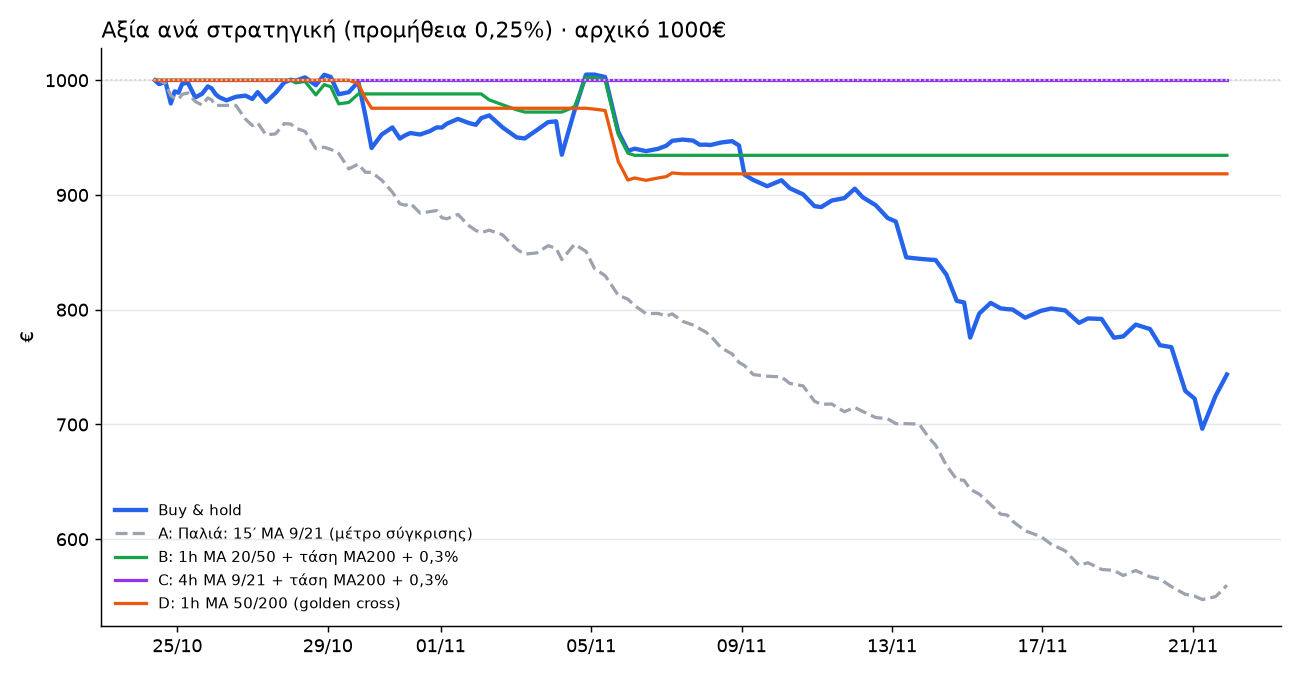 Αξία ανά στρατηγική (προμήθεια 0,25%) · αρχικό 1000€
1000
900
800
700
600
€
Buy & hold
A: Παλιά: 15΄ MA 9/21 (μέτρο σύγκρισης)
B: 1h MA 20/50 + τάση MA200 + 0,3%
C: 4h MA 9/21 + τάση MA200 + 0,3%
D: 1h MA 50/200 (golden cross)
25/10 29/10 01/11 05/11 09/11 13/11 17/11 21/11